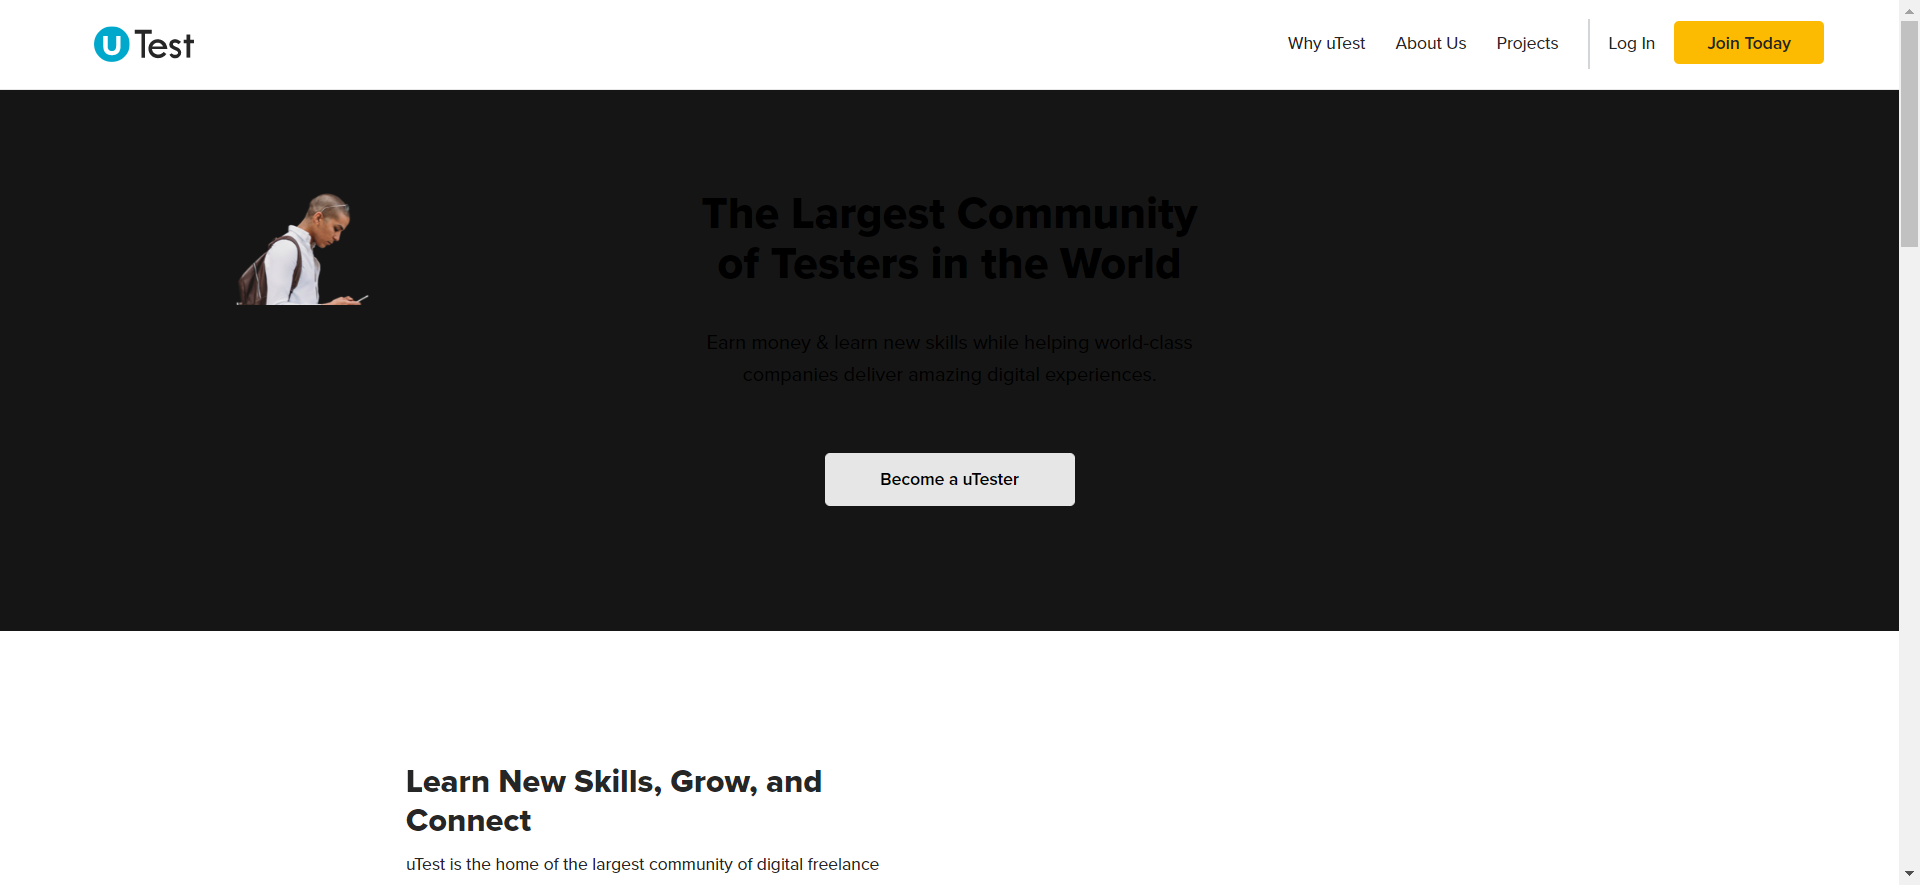 uTest
Why uTest
About Us
Projects
Log In
Join Today
The Largest Community
of Testers in the World
Earn money & learn new skills while helping world-class
companies deliver amazing digital experiences.
Become a uTester
Learn New Skills, Grow, and
Connect
uTest is the home of the largest community of digital freelance